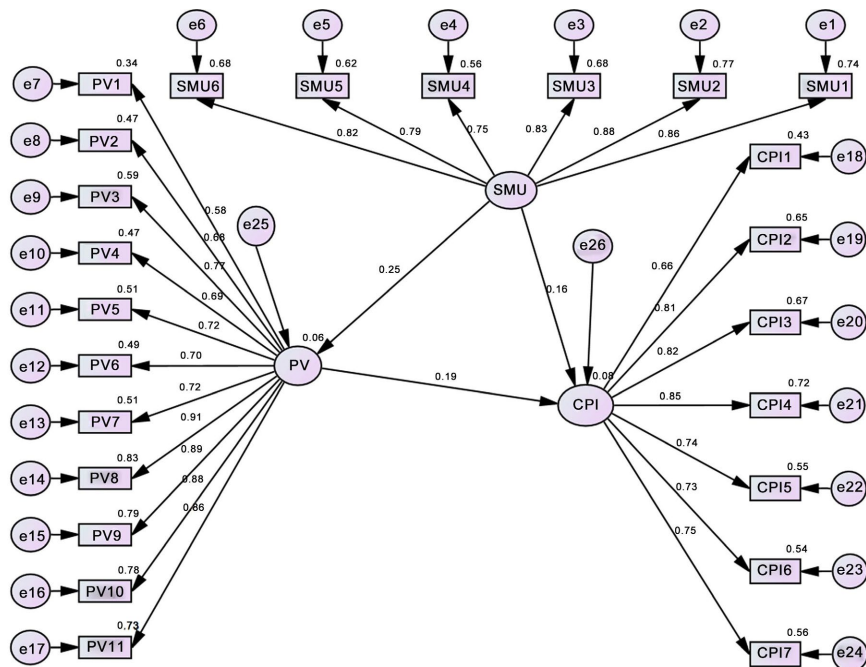 e6 e5 e4 e3 e2 e1
0.34 0.68 0.62 0.56 0.68 0.77 0.74
e7 PV1 SMU6 SMU5 SMU4 SMU3 SMU2 SMU1
0.47 0.82 0.79 0.75 0.83 0.88 0.86 0.43
e8 PV2 CPI1 e18
0.59 SMU
e9 PV3 0.58 e25 0.65
0.47 0.68 e26 CPI2 e19
e10 PV4 0.77 0.25 0.66
0.51 0.69 0.16 0.81 0.67
e11 PV5 0.72 CPI3 e20
0.49 0.06 0.82
e12 PV6 0.70 PV 0.08 0.72
0.51 0.72 0.19 CPI 0.85 CPI4 e21
e13 PV7 0.91
0.83 0.89 0.74 0.55
e14 PV8 0.88 0.73 CPI5 e22
0.79 0.86 0.75
e15 PV9 0.54
0.78 CPI6 e23
e16 PV10
0.73 0.56
e17 PV11 CPI7 e24